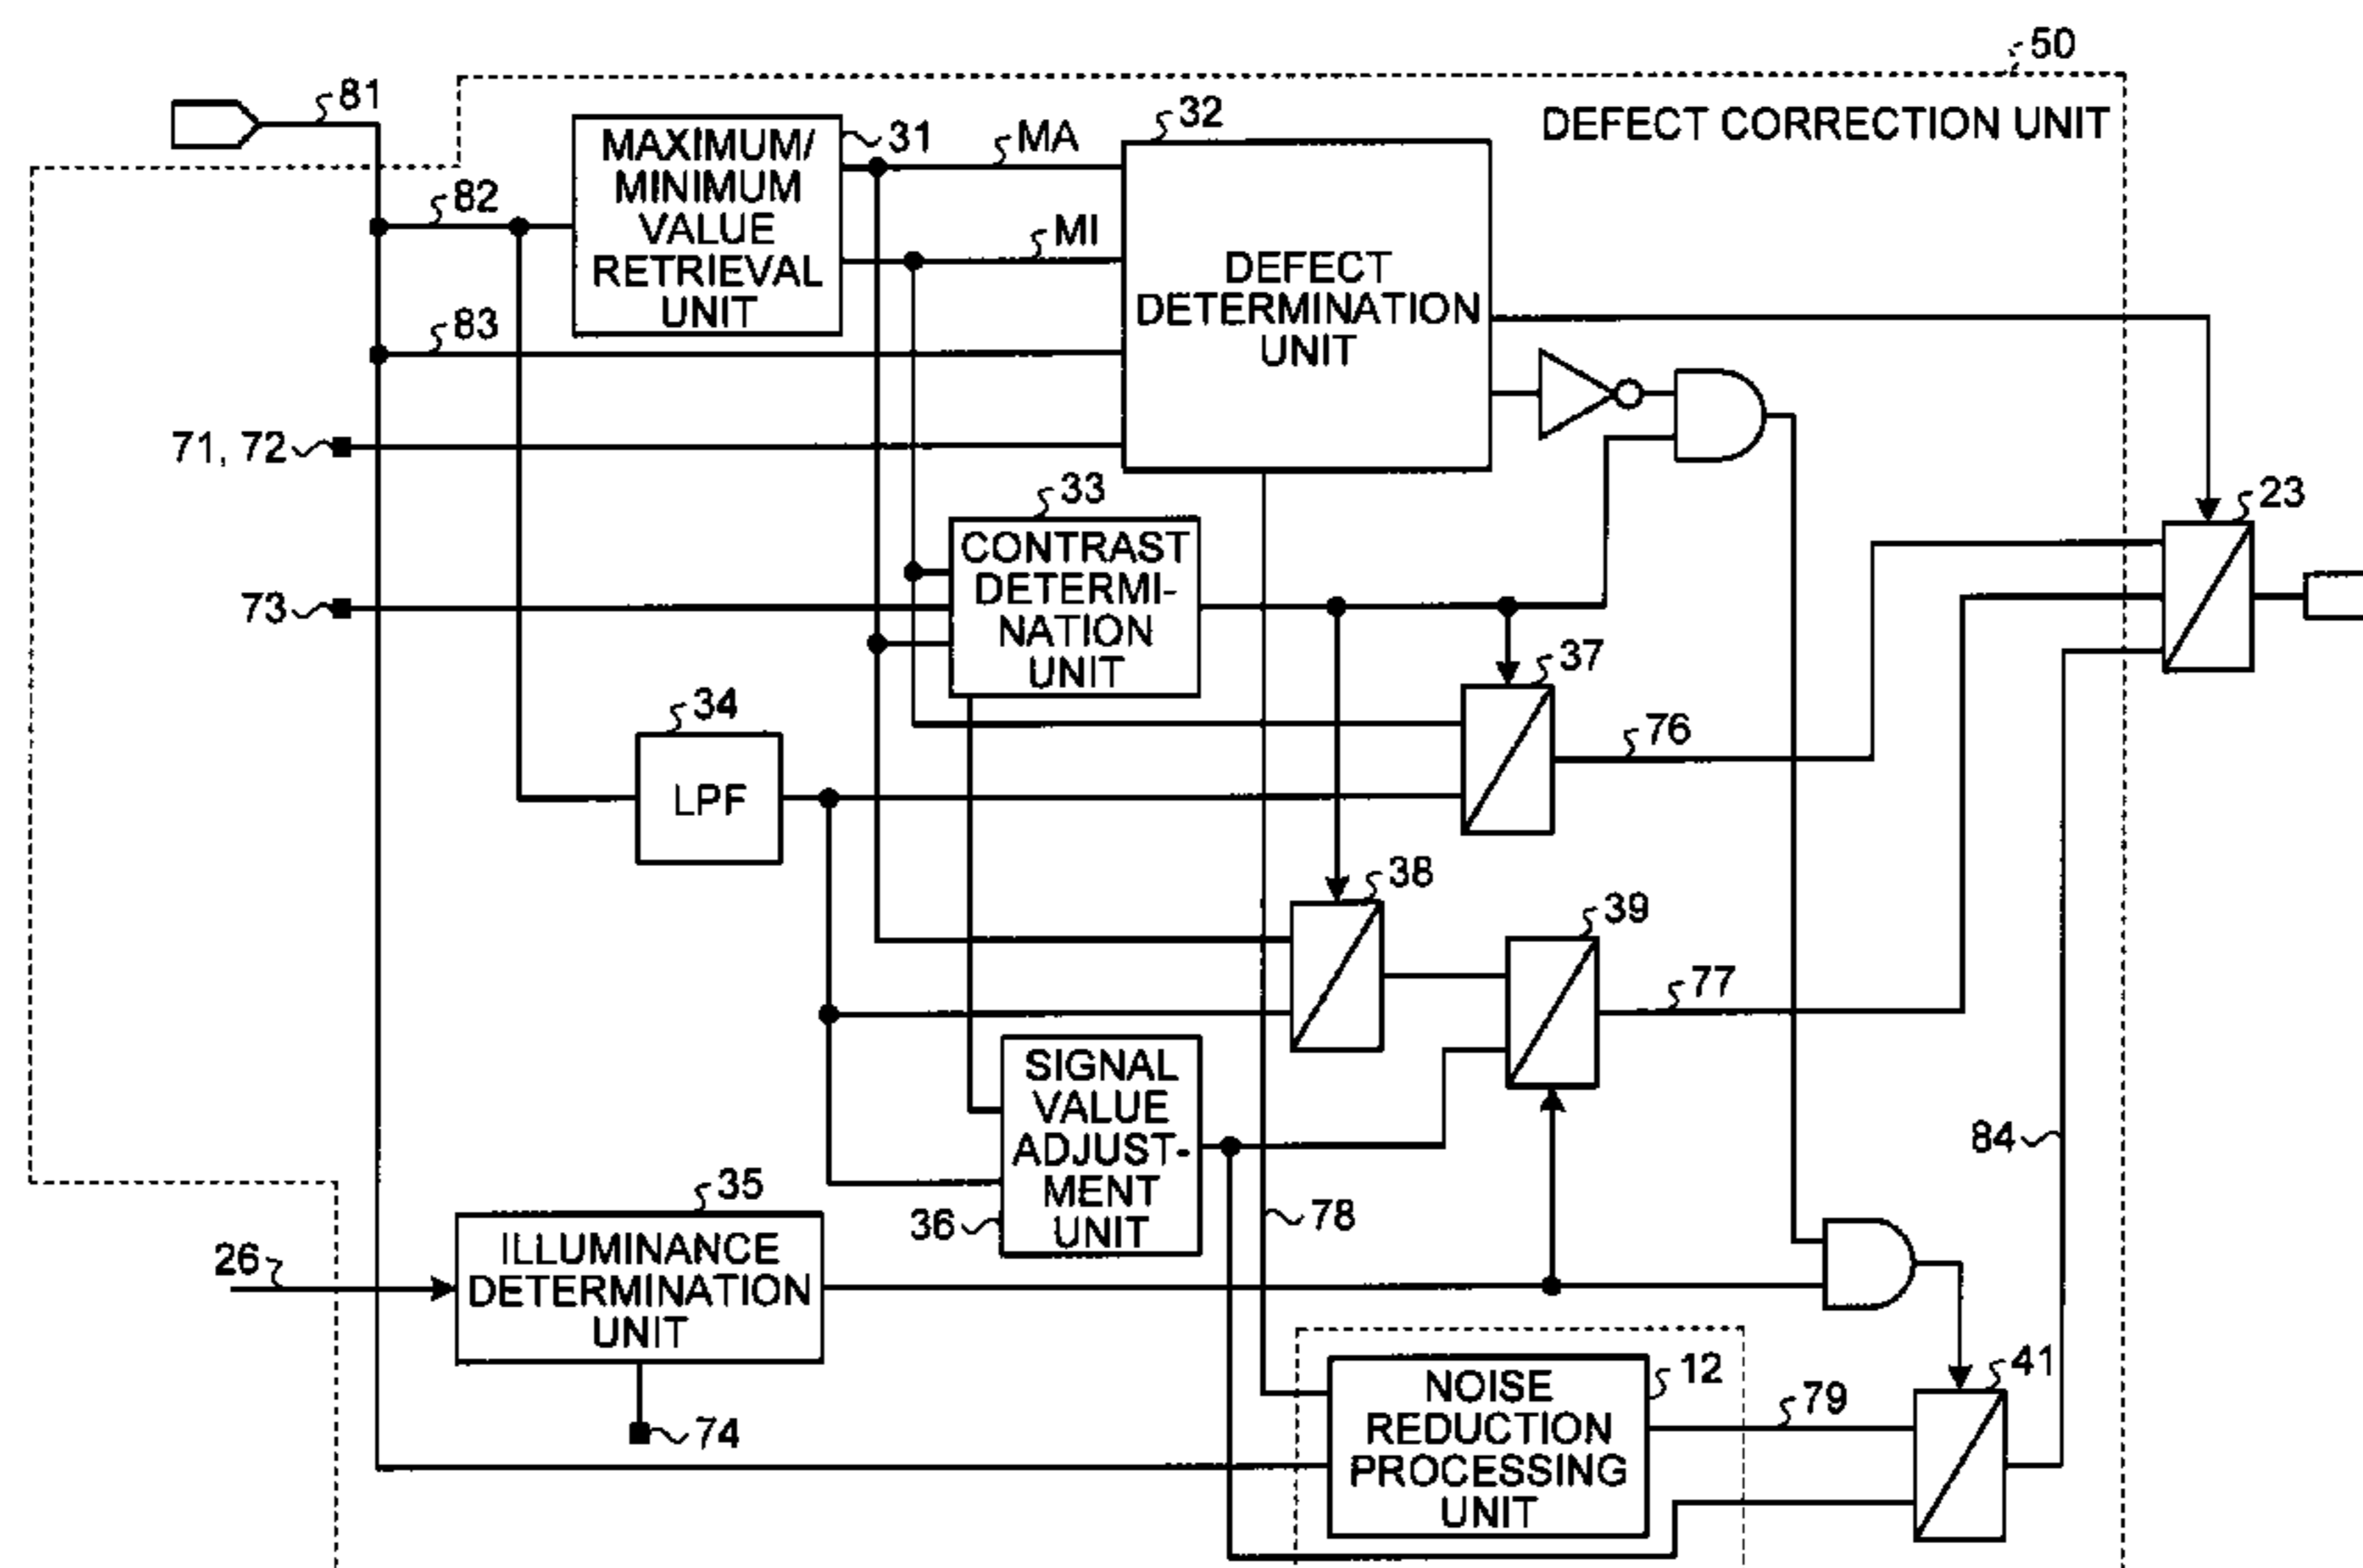 50
81
DEFECT CORRECTION UNIT
MAXIMUM/
MINIMUM
VALUE
RETRIEVAL
UNIT
31
MA
32
82
MI
DEFECT
DETERMINATION
UNIT
83
71, 72
33
CONTRAST
DETERMI-
NATION
UNIT
23
73
37
34
LPF
76
38
39
77
SIGNAL
VALUE
ADJUST-
MENT
UNIT
36
84
78
35
ILLUMINANCE
DETERMINATION
UNIT
26
74
NOISE
REDUCTION
PROCESSING
UNIT
12
79
41